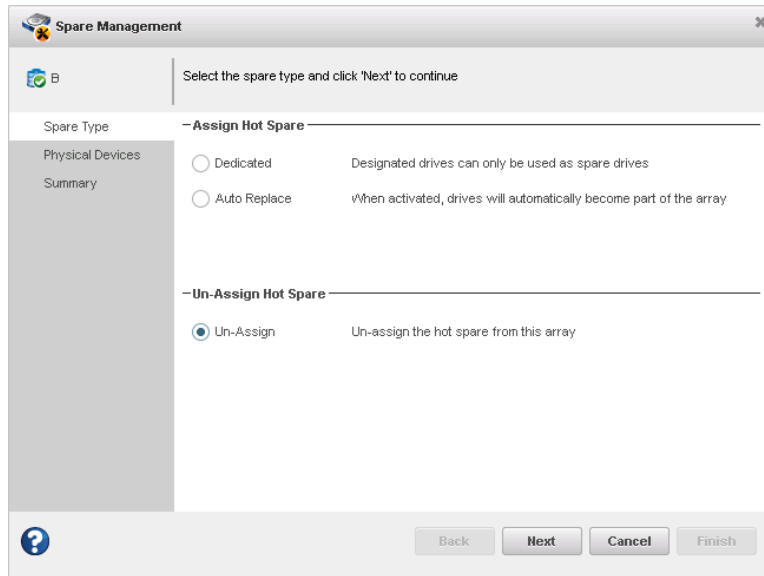 Spare Management
B
Select the spare type and click 'Next' to continue
Spare Type
Physical Devices
Summary
Assign Hot Spare
Dedicated Designated drives can only be used as spare drives
Auto Replace When activated, drives will automatically become part of the array
Un-Assign Hot Spare
Un-Assign Un-assign the hot spare from this array
? Back Next Cancel Finish